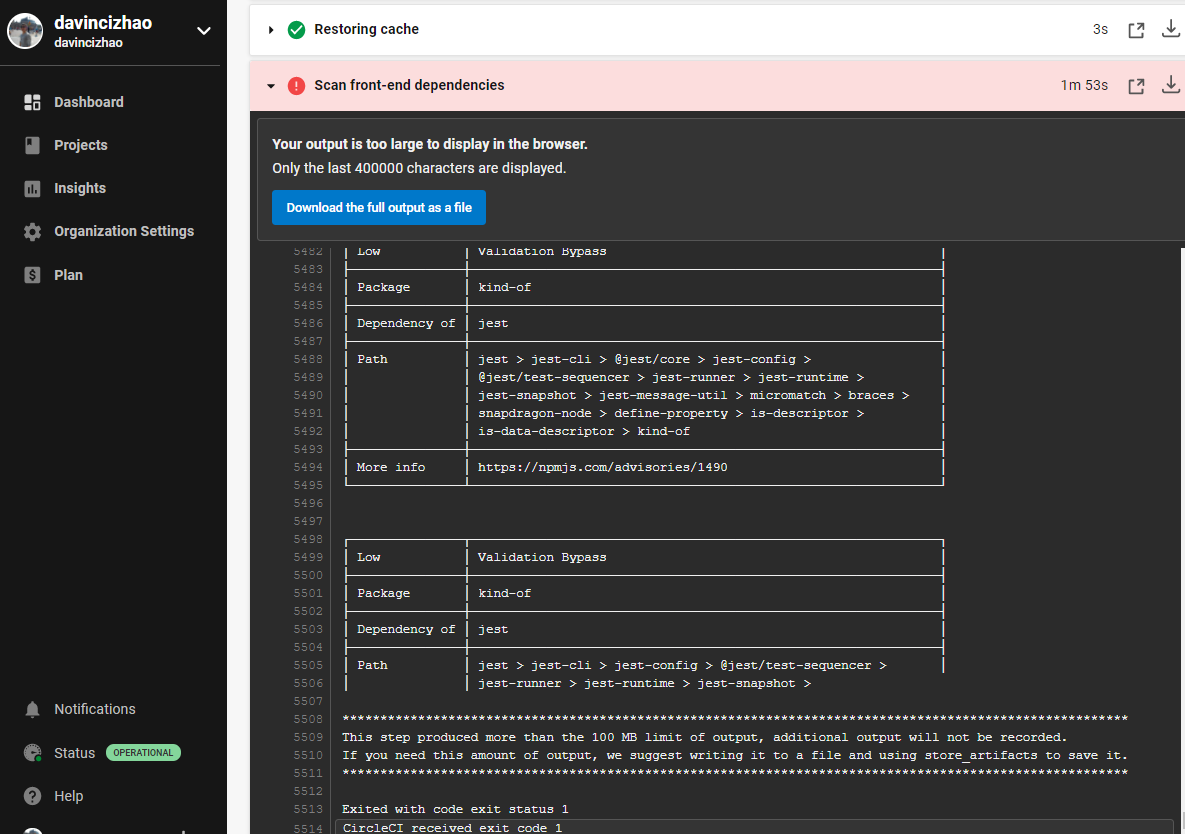 davincizhao
davincizhao
Dashboard
Projects
Insights
Organization Settings
Plan
Notifications
Status OPERATIONAL
Help
Restoring cache 3s
Scan front-end dependencies 1m 53s
Your output is too large to display in the browser.
Only the last 400000 characters are displayed.
Download the full output as a file
5482 | Low | Validation Bypass |
5483
5484 | Package | kind-of |
5485
5486 | Dependency of | jest |
5487
5488 | Path | jest > jest-cli > @jest/core > jest-config > |
5489 | | @jest/test-sequencer > jest-runner > jest-runtime > |
5490 | | jest-snapshot > jest-message-util > micromatch > braces > |
5491 | | snapdragon-node > define-property > is-descriptor > |
5492 | | is-data-descriptor > kind-of |
5493
5494 | More info | https://npmjs.com/advisories/1490 |
5495
5496
5497
5498
5499 | Low | Validation Bypass |
5500
5501 | Package | kind-of |
5502
5503 | Dependency of | jest |
5504
5505 | Path | jest > jest-cli > jest-config > @jest/test-sequencer > |
5506 | | jest-runner > jest-runtime > jest-snapshot >
5507
5508 ********************************************************************************************************
5509 This step produced more than the 100 MB limit of output, additional output will not be recorded.
5510 If you need this amount of output, we suggest writing it to a file and using store_artifacts to save it.
5511 ********************************************************************************************************
5512
5513 Exited with code exit status 1
5514 CircleCI received exit code 1